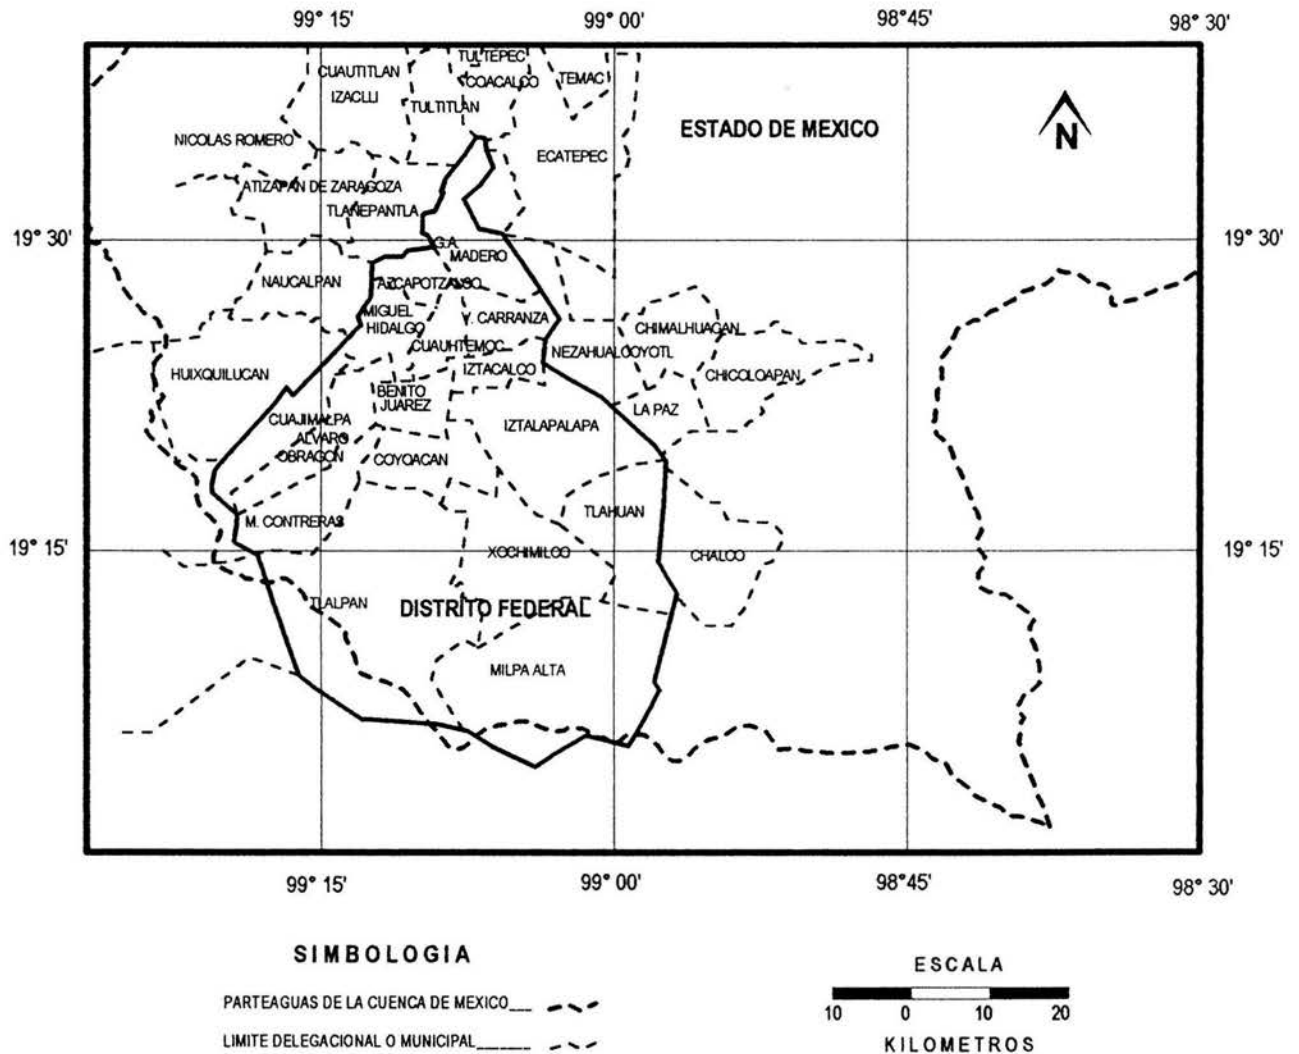 99° 15' 99° 00' 98° 45' 98° 30'
TULTEPEC
CUAUTITLAN COACALCO TEMAC
IZACLLI TULTITLAN
ESTADO DE MEXICO
N
NICOLAS ROMERO ECATEPEC
ATIZAPAN DE ZARAGOZA
TLANEPANTLA
19° 30' 19° 30'
G.A.
MADERO
NAUCALPAN AZCAPOTZALSO
MIGUEL
HIDALGO V. CARRANZA CHIMALHUACAN
CUAUHTEMOC NEZAHUALCOYOTL
HUIXQUILUCAN IZTACALCO CHICOLOAPAN
BENITO
JUAREZ LA PAZ
CUAJIMALPA IZTALAPALAPA
ALVARO
OBRAGON COYOACAN
TLAHUAN
M. CONTRERAS
19° 15' XOCHIMILCO CHALCO 19° 15'
TLALPAN DISTRITO FEDERAL
MILPA ALTA
99° 15' 99° 00' 98° 45' 98° 30'
SIMBOLOGIA
PARTEAGUAS DE LA CUENCA DE MEXICO___
LIMITE DELEGACIONAL O MUNICIPAL______
ESCALA
10 0 10 20
KILOMETROS